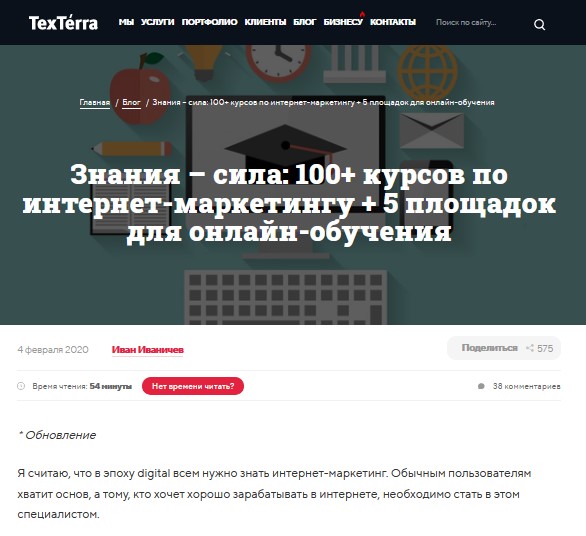 TexTérra МЫ УСЛУГИ ПОРТФОЛИО КЛИЕНТЫ БЛОГ БИЗНЕСУ КОНТАКТЫ Поиск по сайту...
Главная / Блог / Знания – сила: 100+ курсов по интернет-маркетингу + 5 площадок для онлайн-обучения
Знания – сила: 100+ курсов по
интернет-маркетингу + 5 площадок
для онлайн-обучения
4 февраля 2020 Иван Иваничев Поделиться 575
Время чтения: 54 минуты Нет времени читать? 38 комментариев
* Обновление
Я считаю, что в эпоху digital всем нужно знать интернет-маркетинг. Обычным пользователям
хватит основ, а тому, кто хочет хорошо зарабатывать в интернете, необходимо стать в этом
специалистом.